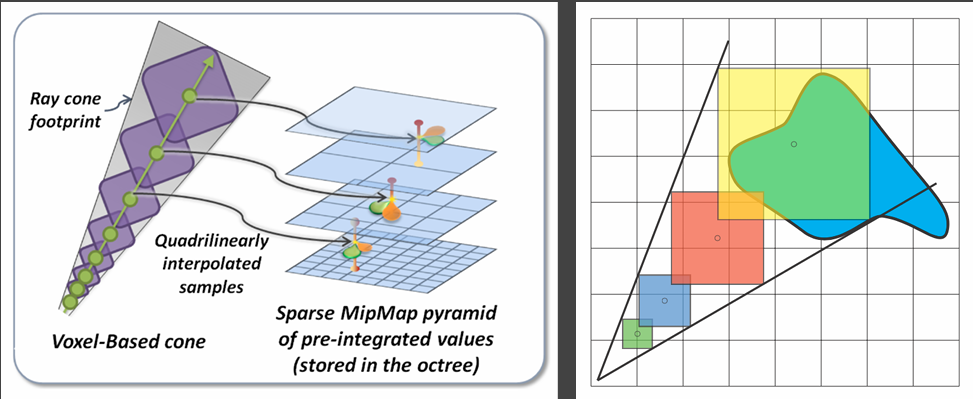 Ray cone
footprint
Quadrilinearly
interpolated
samples
Voxel-Based cone
Sparse MipMap pyramid
of pre-integrated values
(stored in the octree)